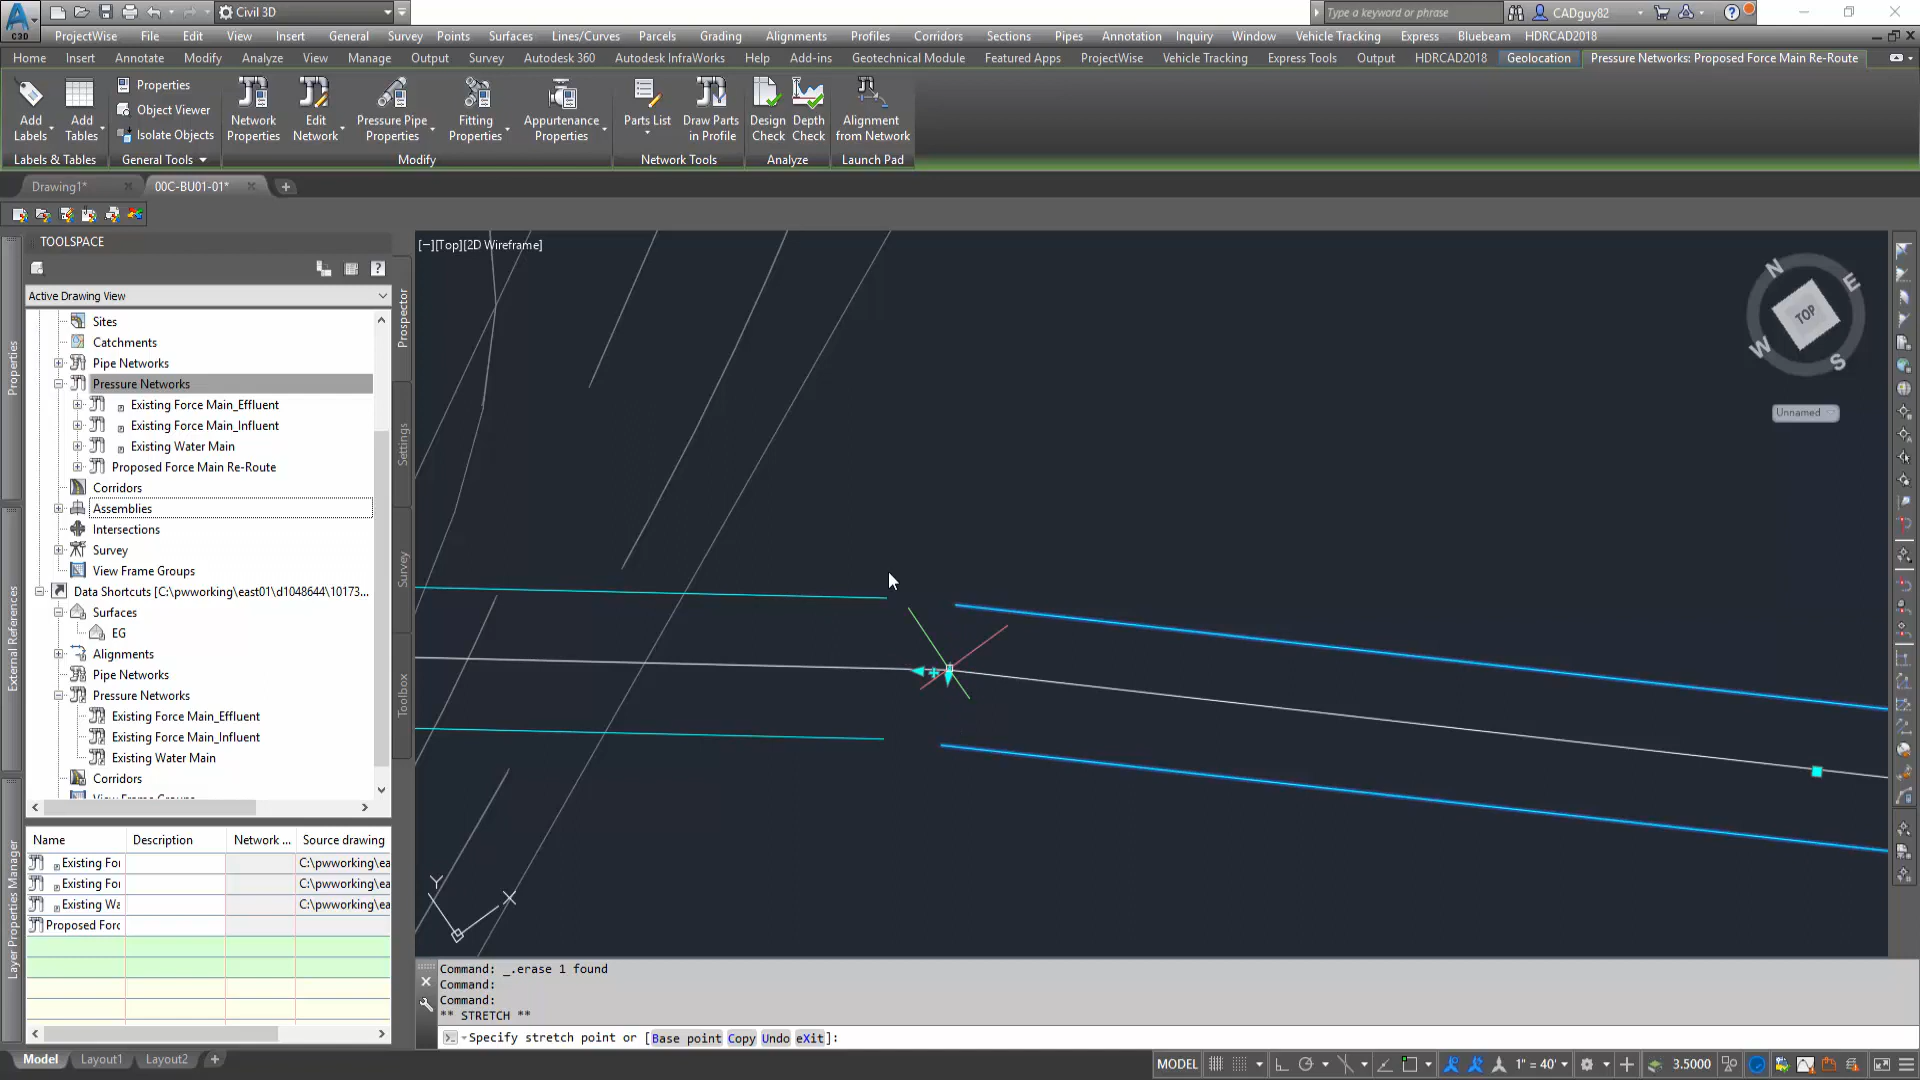 C3D
Civil 3D
Type a keyword or phrase
CADguy82
ProjectWise File Edit View Insert General Survey Points Surfaces Lines/Curves Parcels Grading Alignments Profiles Corridors Sections Pipes Annotation Inquiry Window Vehicle Tracking Express Bluebeam HDRCAD2018
Home Insert Annotate Modify Analyze View Manage Output Survey Autodesk 360 Autodesk InfraWorks Help Add-ins Geotechnical Module Featured Apps ProjectWise Vehicle Tracking Express Tools Output HDRCAD2018 Geolocation Pressure Networks: Proposed Force Main Re-Route
Add Labels
Add Tables
Properties
Object Viewer
Isolate Objects
Network Properties
Edit Network
Pressure Pipe Properties
Fitting Properties
Appurtenance Properties
Parts List
Draw Parts in Profile
Design Check
Depth Check
Alignment from Network
Labels & Tables General Tools Modify Network Tools Analyze Launch Pad
Drawing1* 00C-BU01-01*
TOOLSPACE
Active Drawing View
Sites
Catchments
Pipe Networks
Pressure Networks
Existing Force Main_Effluent
Existing Force Main_Influent
Existing Water Main
Proposed Force Main Re-Route
Corridors
Assemblies
Intersections
Survey
View Frame Groups
Data Shortcuts [C:\pwworking\east01\d1048644\10173...
Surfaces
EG
Alignments
Pipe Networks
Pressure Networks
Existing Force Main_Effluent
Existing Force Main_Influent
Existing Water Main
Corridors
View Frame Groups
Name Description Network ... Source drawing
Existing For C:\pwworking\ea
Existing For C:\pwworking\ea
Existing Wa C:\pwworking\ea
Proposed Forc
Properties
External References
Layer Properties Manager
Prospector
Settings
Survey
Toolbox
[−][Top][2D Wireframe]
N
E
TOP
W
S
Unnamed
Y
X
Command: _.erase 1 found
Command:
Command:
** STRETCH **
Specify stretch point or [Base point Copy Undo eXit]:
Model Layout1 Layout2
MODEL 1" = 40' 3.5000